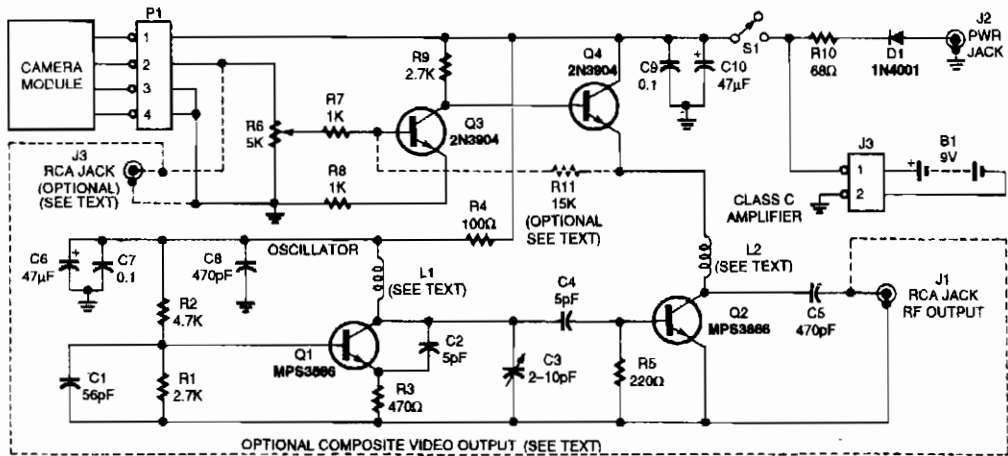 P1
CAMERA
MODULE
1
2
3
4
R9
2.7K
Q4
2N3904
C9
0.1
C10
47µF
S1
R10
68Ω
D1
1N4001
J2
PWR
JACK
R6
5K
R7
1K
Q3
2N3904
R8
1K
R11
15K
(OPTIONAL
SEE TEXT)
J3
RCA JACK
(OPTIONAL)
(SEE TEXT)
CLASS C
AMPLIFIER
J3
1
2
B1
9V
R4
100Ω
OSCILLATOR
C6
47µF
C7
0.1
C8
470pF
L1
(SEE TEXT)
L2
(SEE TEXT)
J1
RCA JACK
RF OUTPUT
R2
4.7K
C4
5pF
Q2
MPS3866
C5
470pF
C1
56pF
R1
2.7K
Q1
MPS3866
C2
5pF
R3
470Ω
C3
2–10pF
R5
220Ω
OPTIONAL COMPOSITE VIDEO OUTPUT (SEE TEXT)